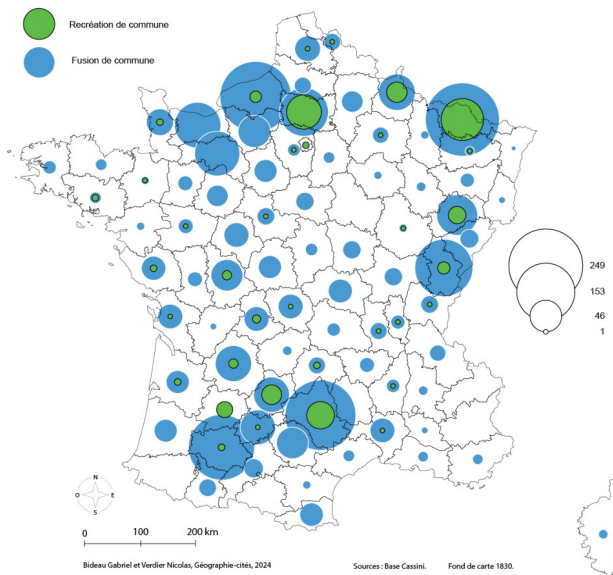 Recréation de commune
Fusion de commune
249
153
46
1
N
O E
S
0 100 200 km
Bideau Gabriel et Verdier Nicolas, Géographie-cités, 2024 Sources : Base Cassini. Fond de carte 1830.